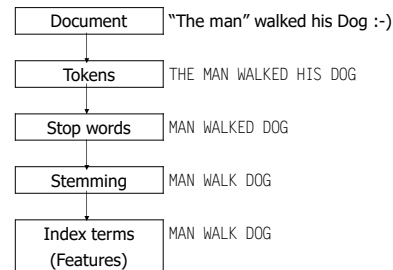 Document “The man” walked his Dog :-)
Tokens THE MAN WALKED HIS DOG
Stop words MAN WALKED DOG
Stemming MAN WALK DOG
Index terms MAN WALK DOG
(Features)